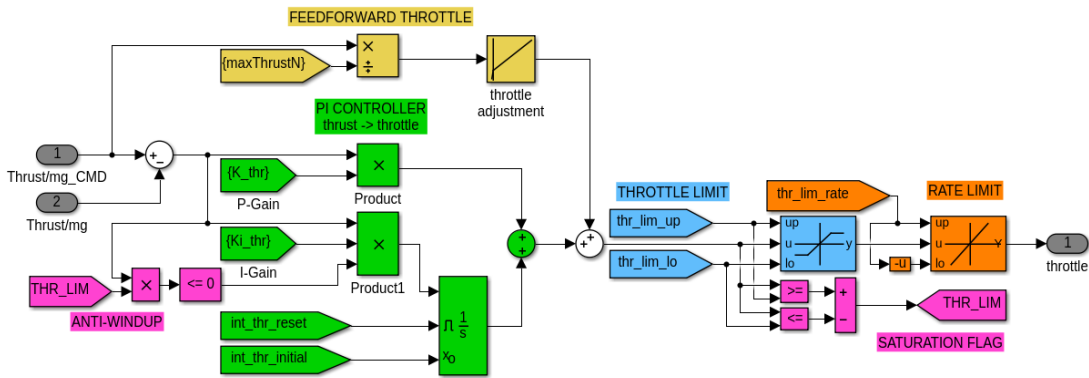 FEEDFORWARD THROTTLE
{maxThrustN}
×
÷
throttle
adjustment
PI CONTROLLER
thrust -> throttle
1
Thrust/mg_CMD
+
−
2
Thrust/mg
{K_thr}
P-Gain
×
Product
{Ki_thr}
I-Gain
×
Product1
THR_LIM
×
<= 0
ANTI-WINDUP
int_thr_reset
int_thr_initial
1
s
xo
+
+
+
+
THROTTLE LIMIT
thr_lim_up
thr_lim_lo
up
u
lo
y
thr_lim_rate
RATE LIMIT
up
u
lo
Y
-u
1
throttle
>=
<=
+
−
THR_LIM
SATURATION FLAG